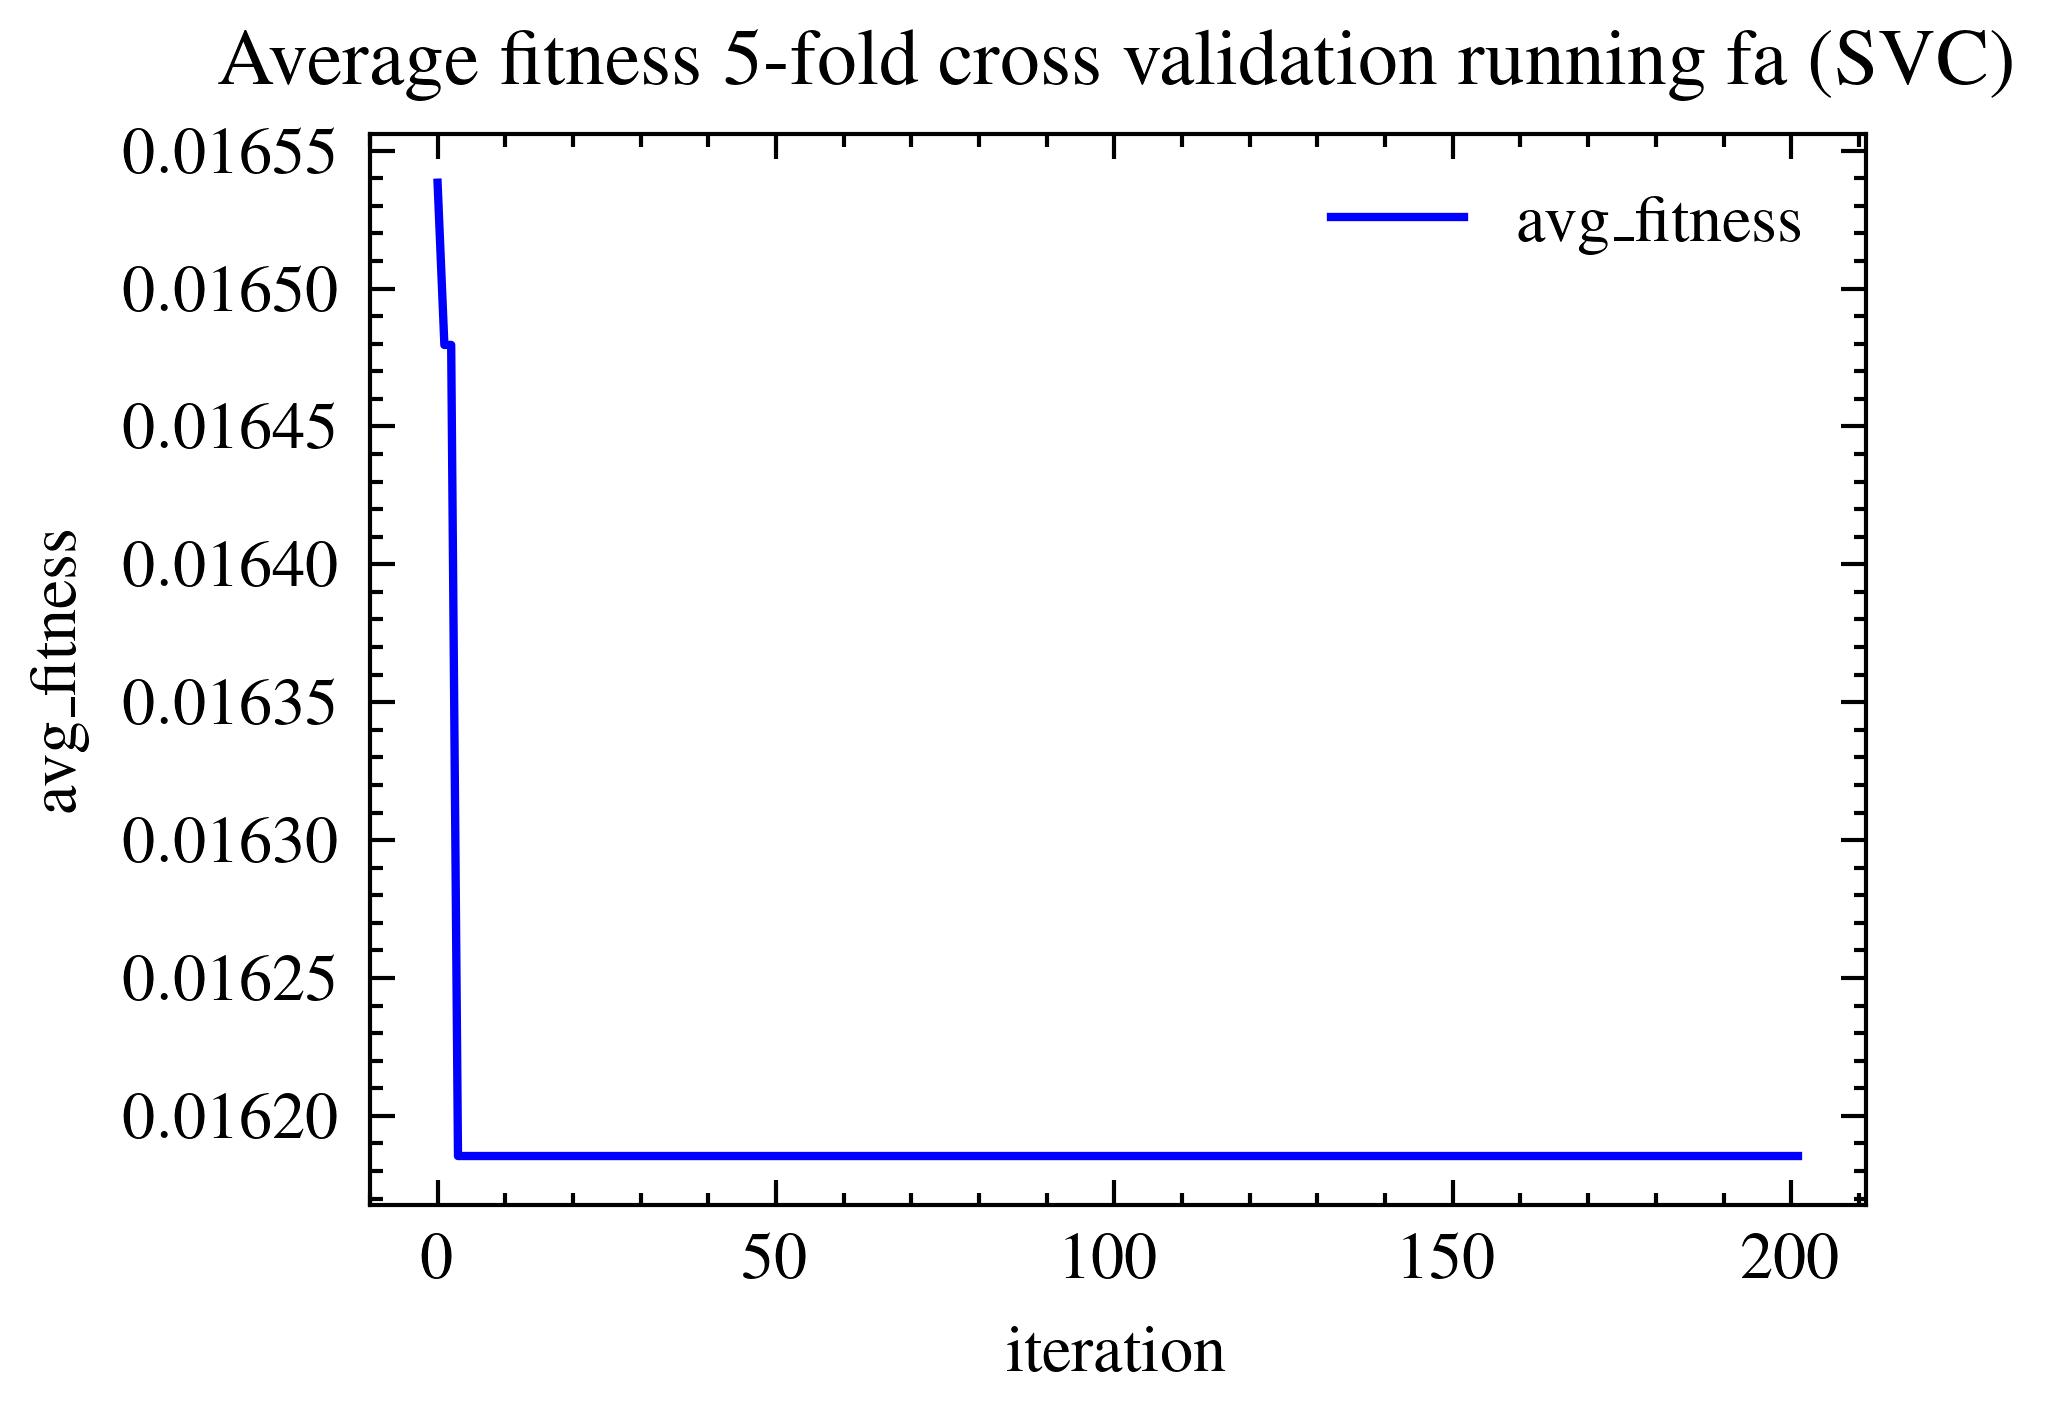 Average fitness 5-fold cross validation running fa (SVC)
avg_fitness
0.01655
0.01650
0.01645
0.01640
0.01635
0.01630
0.01625
0.01620
avg_fitness
0 50 100 150 200
iteration